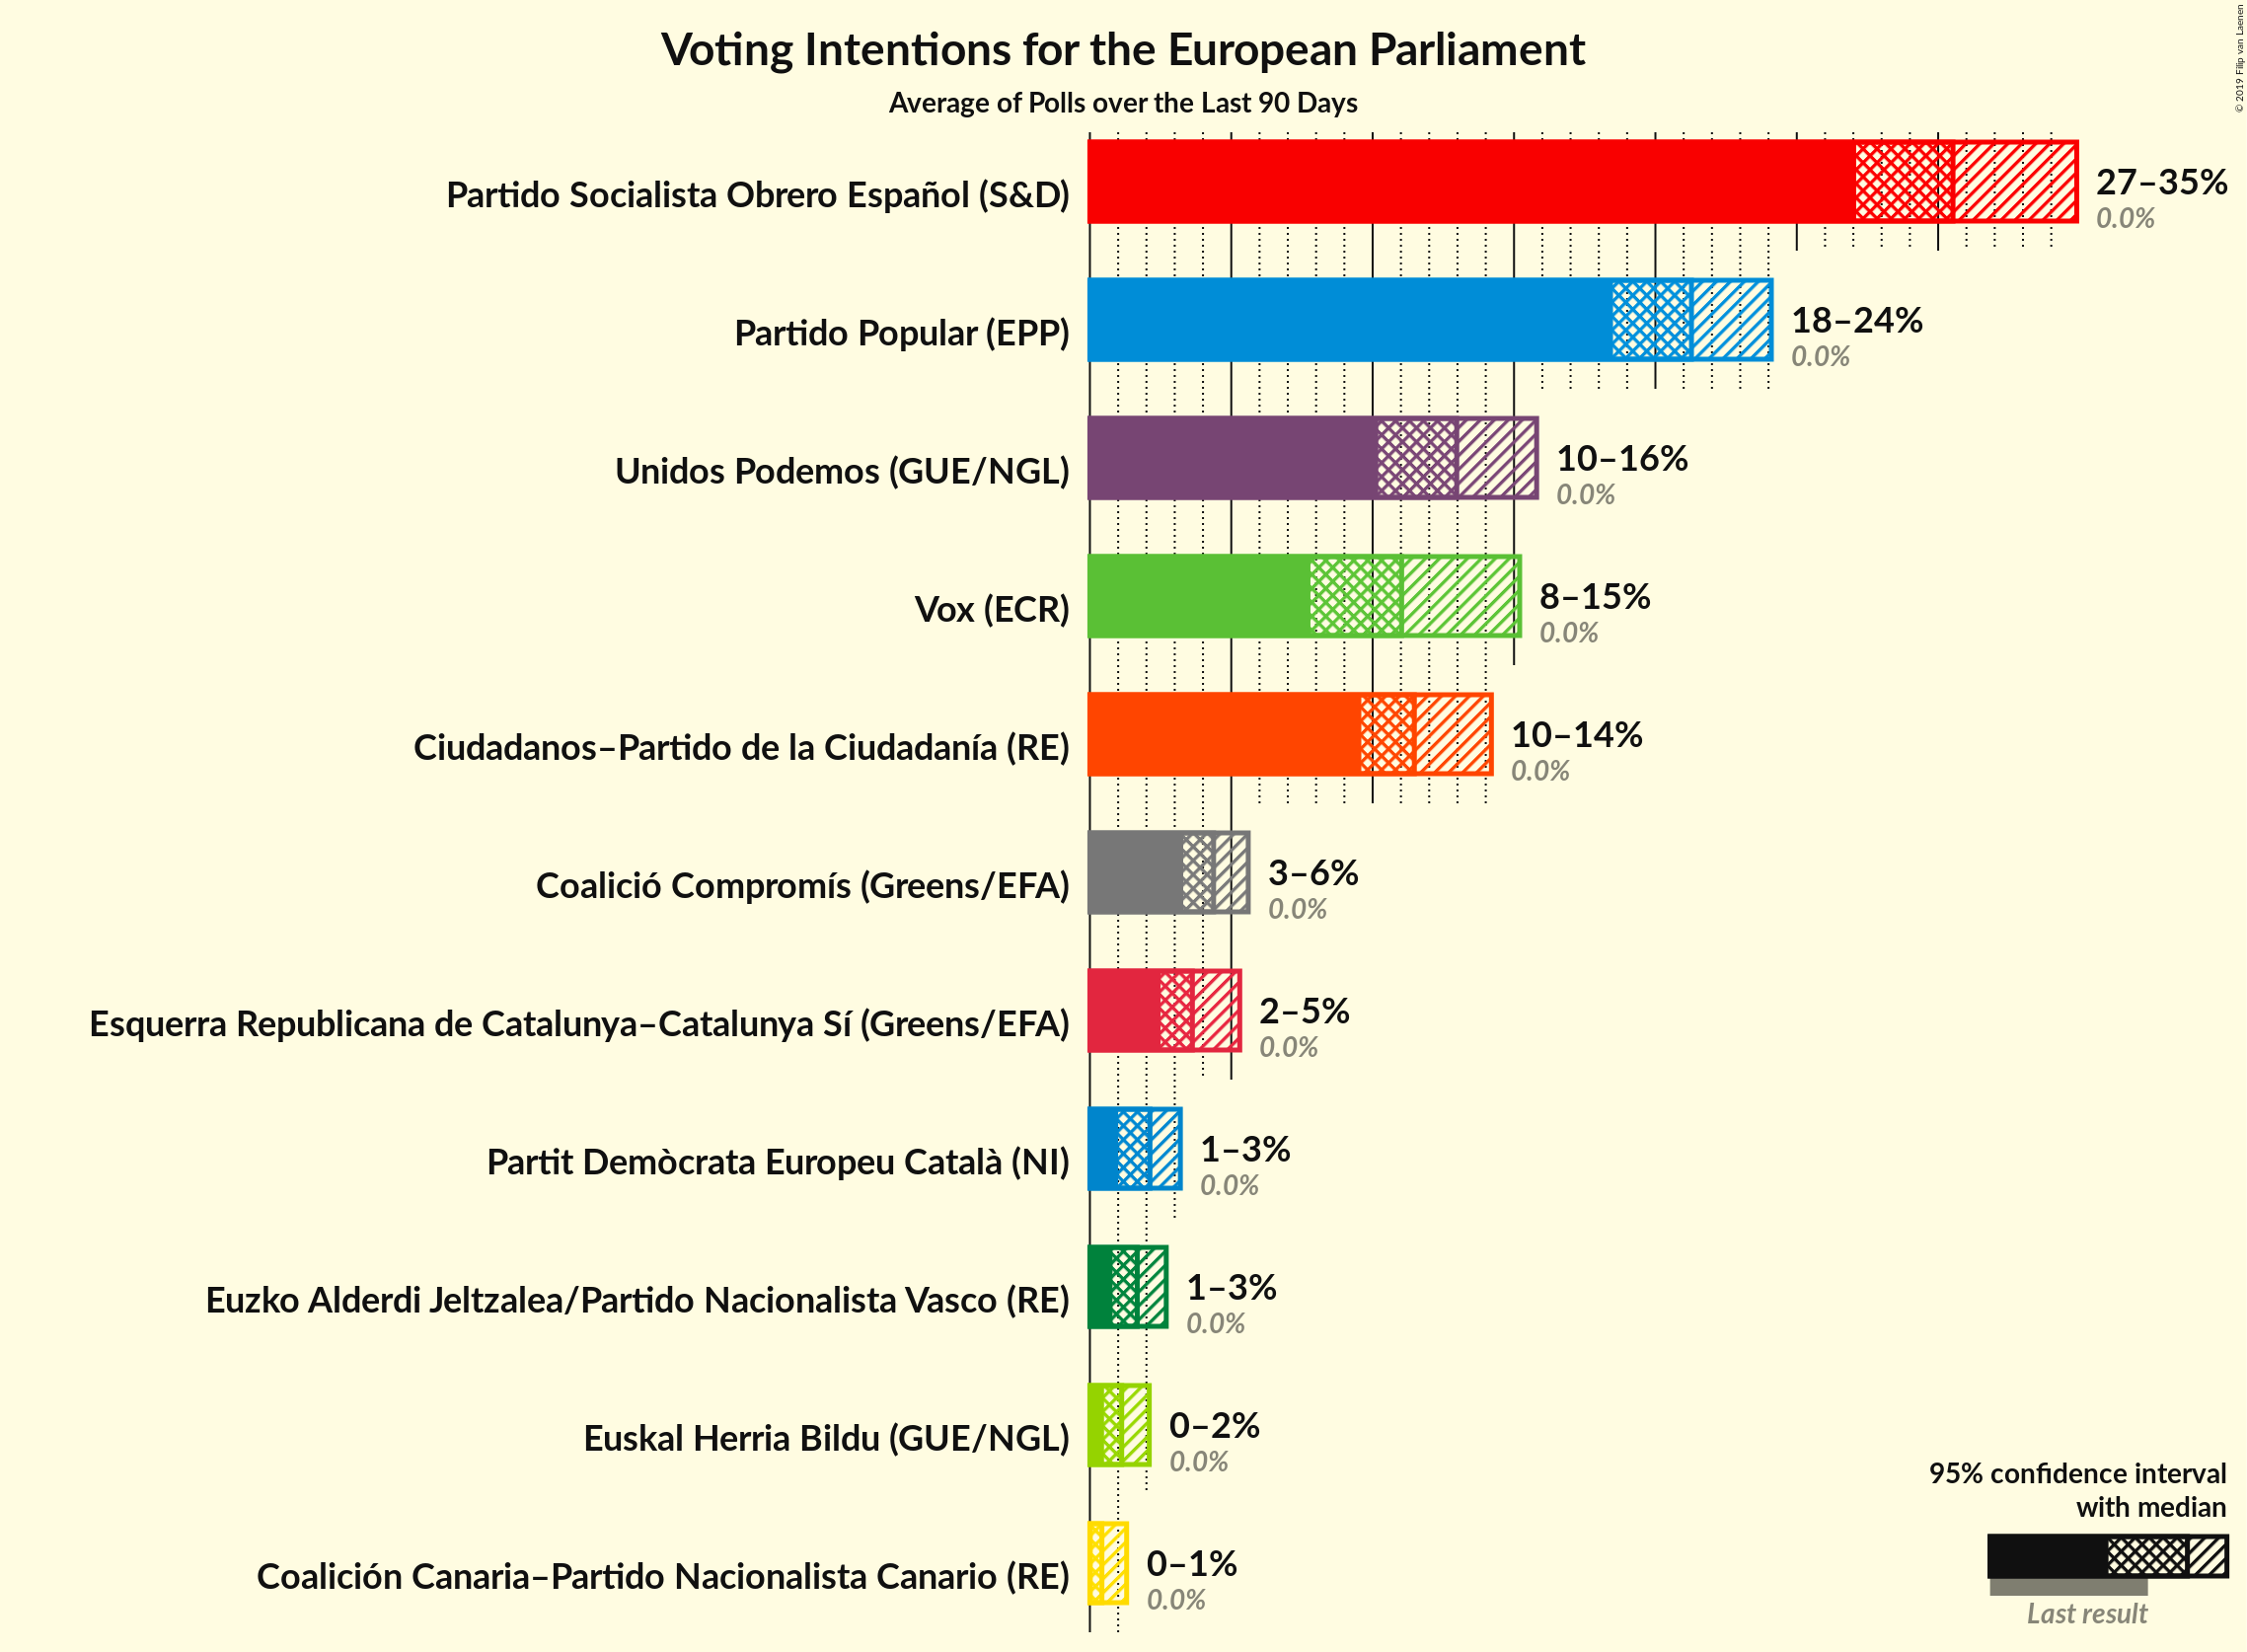 Voting Intentions for the European Parliament
Average of Polls over the Last 90 Days
© 2019 Filip van Laenen
Partido Socialista Obrero Español (S&D)
27–35%
0.0%
Partido Popular (EPP)
18–24%
0.0%
Unidos Podemos (GUE/NGL)
10–16%
0.0%
Vox (ECR)
8–15%
0.0%
Ciudadanos–Partido de la Ciudadanía (RE)
10–14%
0.0%
Coalició Compromís (Greens/EFA)
3–6%
0.0%
Esquerra Republicana de Catalunya–Catalunya Sí (Greens/EFA)
2–5%
0.0%
Partit Demòcrata Europeu Català (NI)
1–3%
0.0%
Euzko Alderdi Jeltzalea/Partido Nacionalista Vasco (RE)
1–3%
0.0%
Euskal Herria Bildu (GUE/NGL)
0–2%
0.0%
Coalición Canaria–Partido Nacionalista Canario (RE)
0–1%
0.0%
95% confidence interval
with median
Last result